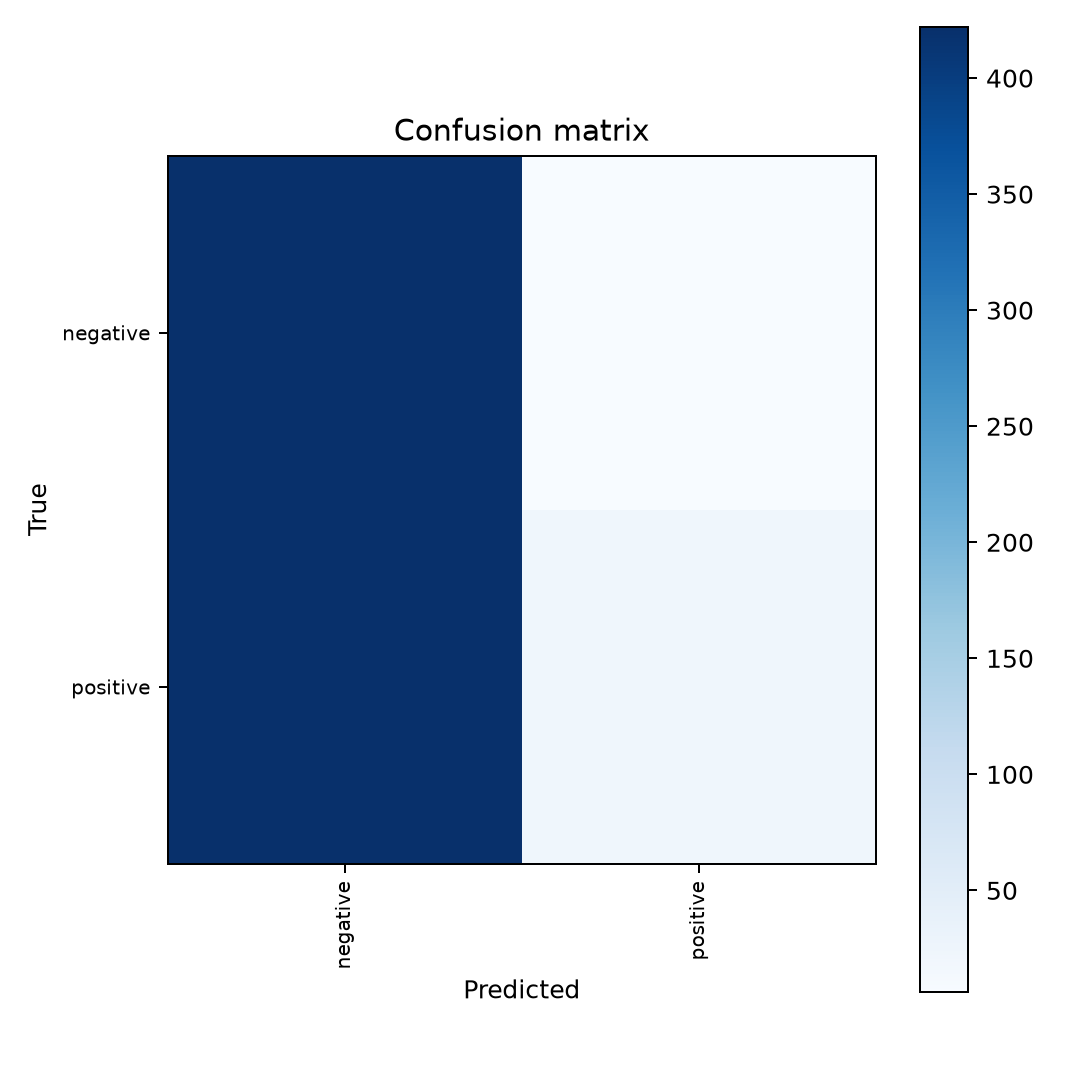 Confusion matrix
True
negative
positive
negative
positive
Predicted
400
350
300
250
200
150
100
50